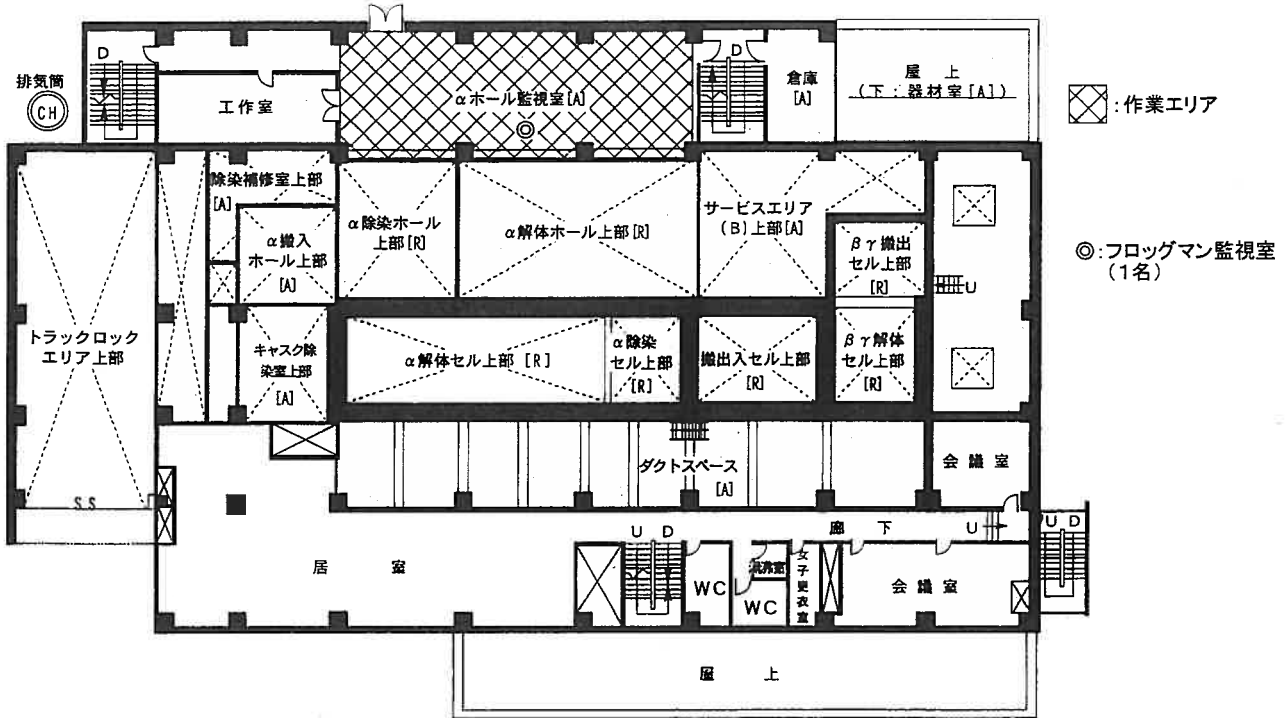 D
排気筒
CH
工作室
αホール監視室[A]
D
倉庫
[A]
屋上
(下:器材室[A])
:作業エリア
除染補修室上部
[A]
α搬入
ホール上部
[A]
α除染ホール
上部[R]
α解体ホール上部[R]
サービスエリア
(B)上部[A]
βγ搬出
セル上部
[R]
U
◎:フロッグマン監視室
(1名)
トラックロック
エリア上部
キャスク除
染室上部
[A]
α解体セル上部 [R]
α除染
セル上部
[R]
搬出入セル上部
[R]
βγ解体
セル上部
[R]
ダクトスペース
[A]
会議室
SS
U D
廊下
U
U D
居室
WC
WC
女子更衣室
会議室
屋上